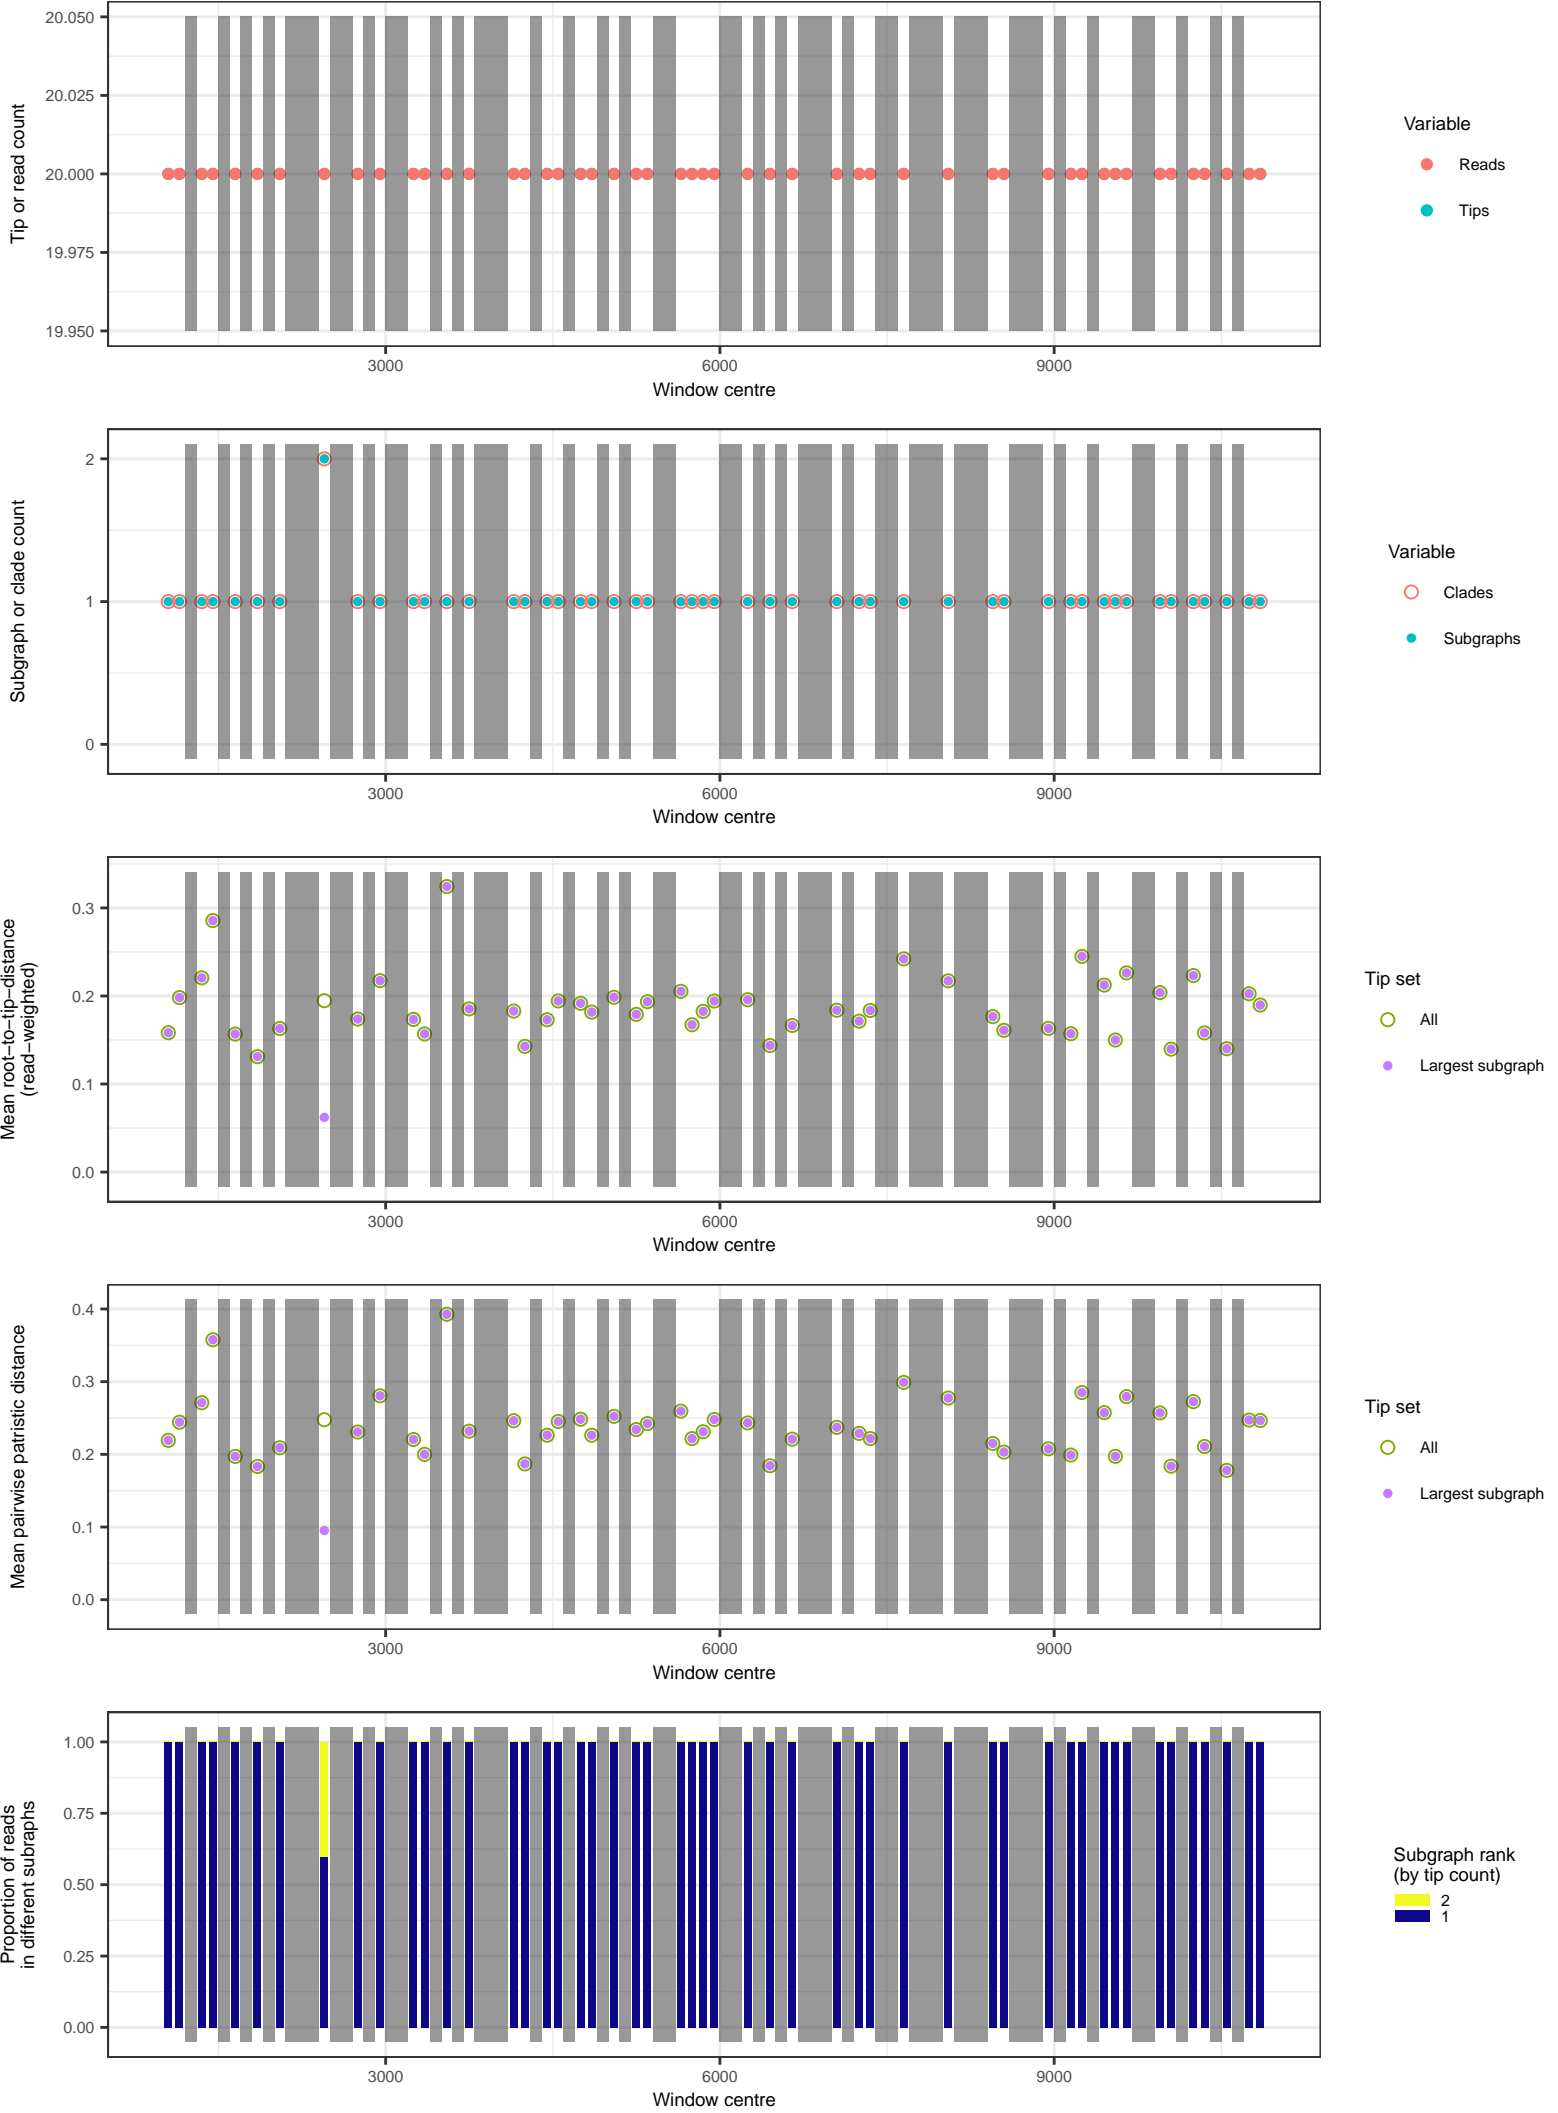 20.050
20.025
20.000
19.975
19.950
Tip or read count
3000
6000
9000
Window centre
Variable
Reads
Tips
2
1
0
Subgraph or clade count
3000
6000
9000
Window centre
Variable
Clades
Subgraphs
0.3
0.2
0.1
0.0
Mean root−to−tip−distance
(read−weighted)
3000
6000
9000
Window centre
Tip set
All
Largest subgraph
0.4
0.3
0.2
0.1
0.0
Mean pairwise patristic distance
3000
6000
9000
Window centre
Tip set
All
Largest subgraph
1.00
0.75
0.50
0.25
0.00
Proportion of reads
in different subraphs
3000
6000
9000
Window centre
Subgraph rank
(by tip count)
2
1